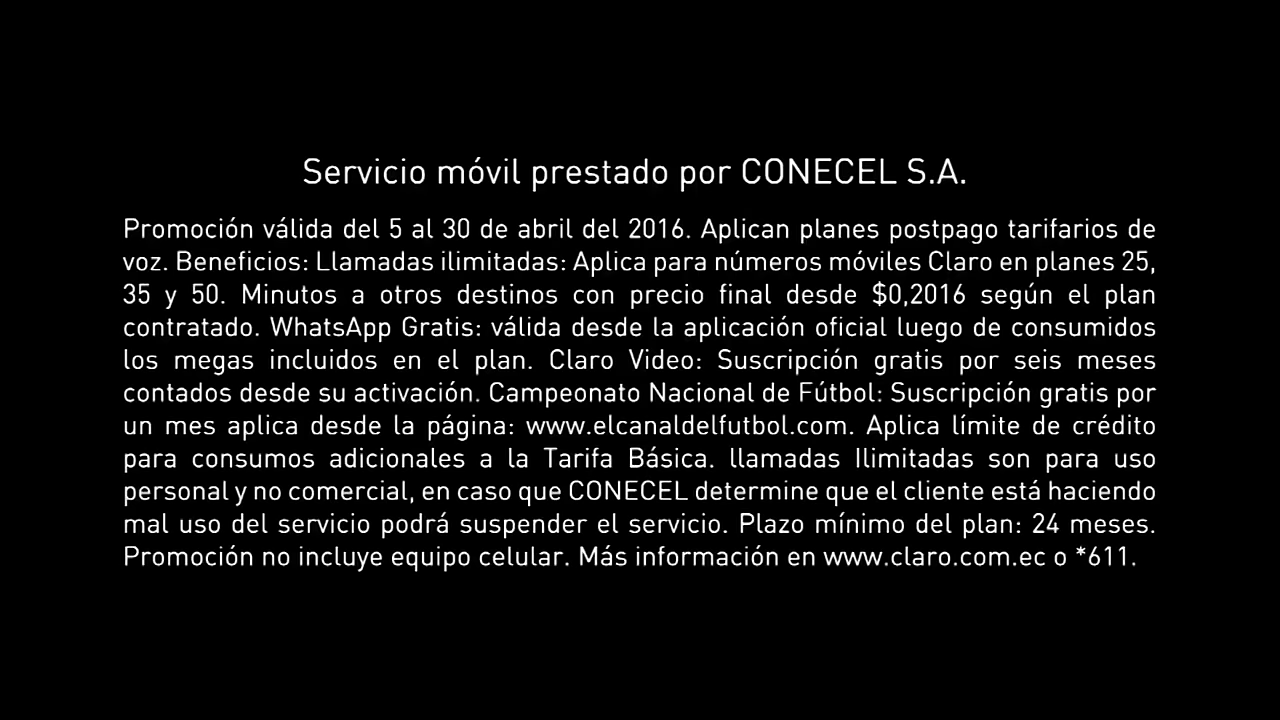 Servicio móvil prestado por CONECEL S.A.
Promoción válida del 5 al 30 de abril del 2016. Aplican planes postpago tarifarios de
voz. Beneficios: Llamadas ilimitadas: Aplica para números móviles Claro en planes 25,
35 y 50. Minutos a otros destinos con precio final desde $0,2016 según el plan
contratado. WhatsApp Gratis: válida desde la aplicación oficial luego de consumidos
los megas incluidos en el plan. Claro Video: Suscripción gratis por seis meses
contados desde su activación. Campeonato Nacional de Fútbol: Suscripción gratis por
un mes aplica desde la página: www.elcanaldelfutbol.com. Aplica límite de crédito
para consumos adicionales a la Tarifa Básica. llamadas Ilimitadas son para uso
personal y no comercial, en caso que CONECEL determine que el cliente está haciendo
mal uso del servicio podrá suspender el servicio. Plazo mínimo del plan: 24 meses.
Promoción no incluye equipo celular. Más información en www.claro.com.ec o *611.